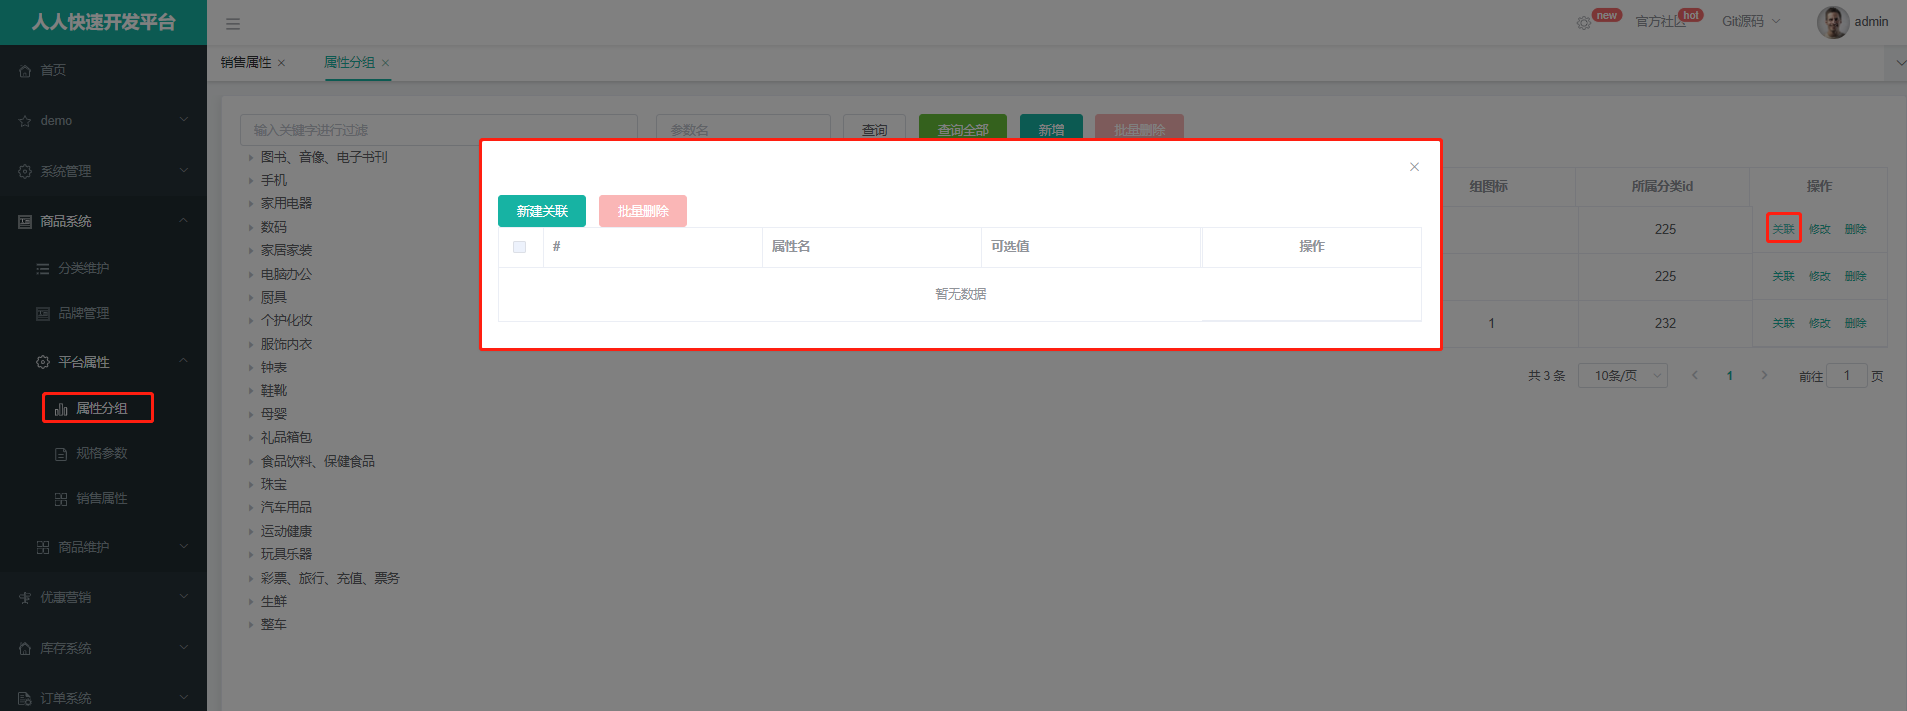 人人快速开发平台
new
官方社区
hot
Git源码
admin
首页
demo
系统管理
商品系统
分类维护
品牌管理
平台属性
属性分组
规格参数
销售属性
商品维护
优惠营销
库存系统
订单系统
销售属性 ×
属性分组 ×
输入关键字进行过滤
参数名
查询
查询全部
新增
批量删除
图书、音像、电子书刊
手机
家用电器
数码
家居家装
电脑办公
厨具
个护化妆
服饰内衣
钟表
鞋靴
母婴
礼品箱包
食品饮料、保健食品
珠宝
汽车用品
运动健康
玩具乐器
彩票、旅行、充值、票务
生鲜
整车
新建关联
批量删除
# 属性名 可选值 操作
暂无数据
组图标 所属分类id 操作
225 关联 修改 删除
225 关联 修改 删除
1 232 关联 修改 删除
共 3 条 10条/页 1 前往 1 页